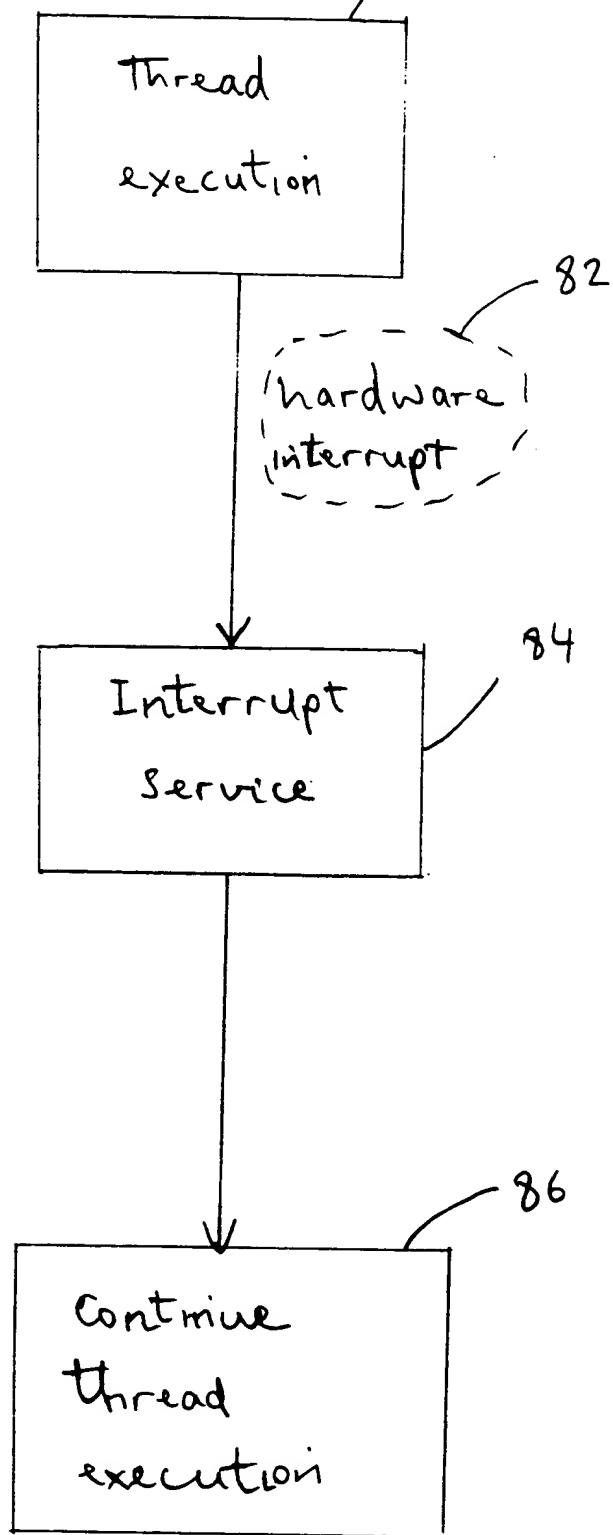 Thread
execution
82
hardware
interrupt
84
Interrupt
Service
86
Continue
thread
execution